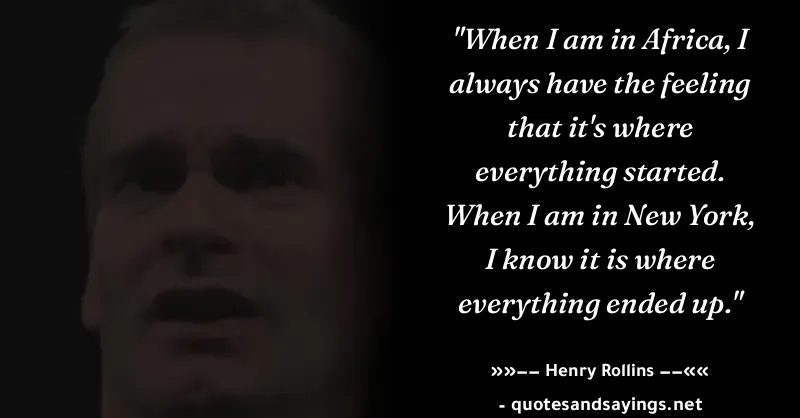 "When I am in Africa, I
always have the feeling
that it's where
everything started.
When I am in New York,
I know it is where
everything ended up."
»»−− Henry Rollins −−««
- quotesandsayings.net